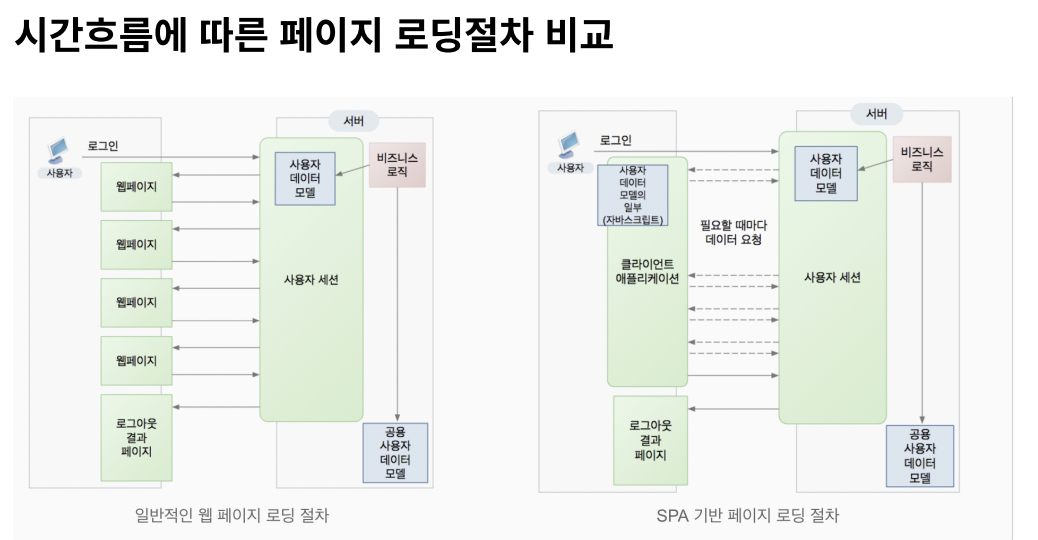 시간흐름에 따른 페이지 로딩절차 비교
서버
로그인
사용자
웹페이지
웹페이지
웹페이지
웹페이지
로그아웃
결과
페이지
사용자
데이터
모델
비즈니스
로직
사용자 세션
공용
사용자
데이터
모델
일반적인 웹 페이지 로딩 절차
서버
로그인
사용자
사용자
데이터
모델의
일부
(자바스크립트)
클라이언트
애플리케이션
필요할 때마다
데이터 요청
로그아웃
결과
페이지
사용자
데이터
모델
비즈니스
로직
사용자 세션
공용
사용자
데이터
모델
SPA 기반 페이지 로딩 절차